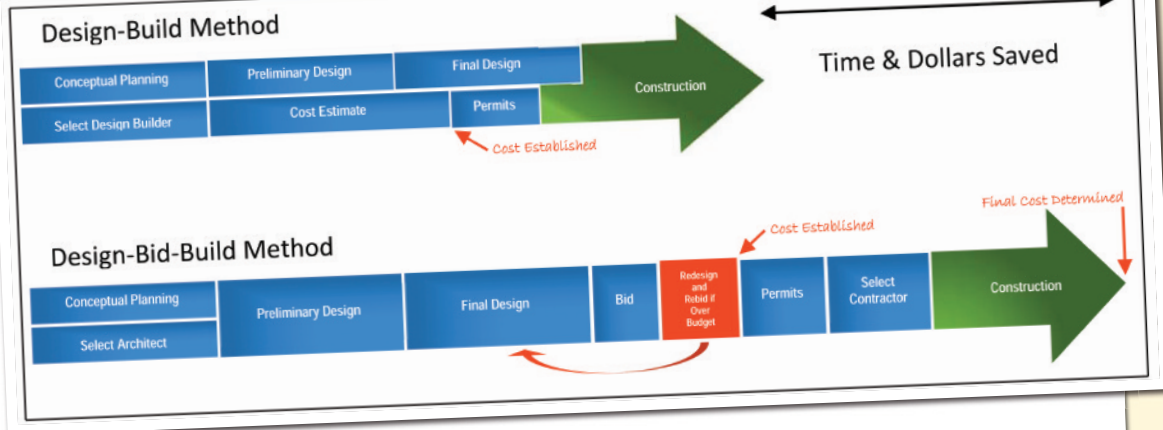 Design-Build Method
Time & Dollars Saved
Conceptual Planning
Preliminary Design
Final Design
Construction
Select Design Builder
Cost Estimate
Permits
Cost Established
Design-Bid-Build Method
Cost Established
Final Cost Determined
Conceptual Planning
Select Architect
Preliminary Design
Final Design
Bid
Redesign
and
Rebid if
Over
Budget
Permits
Select
Contractor
Construction